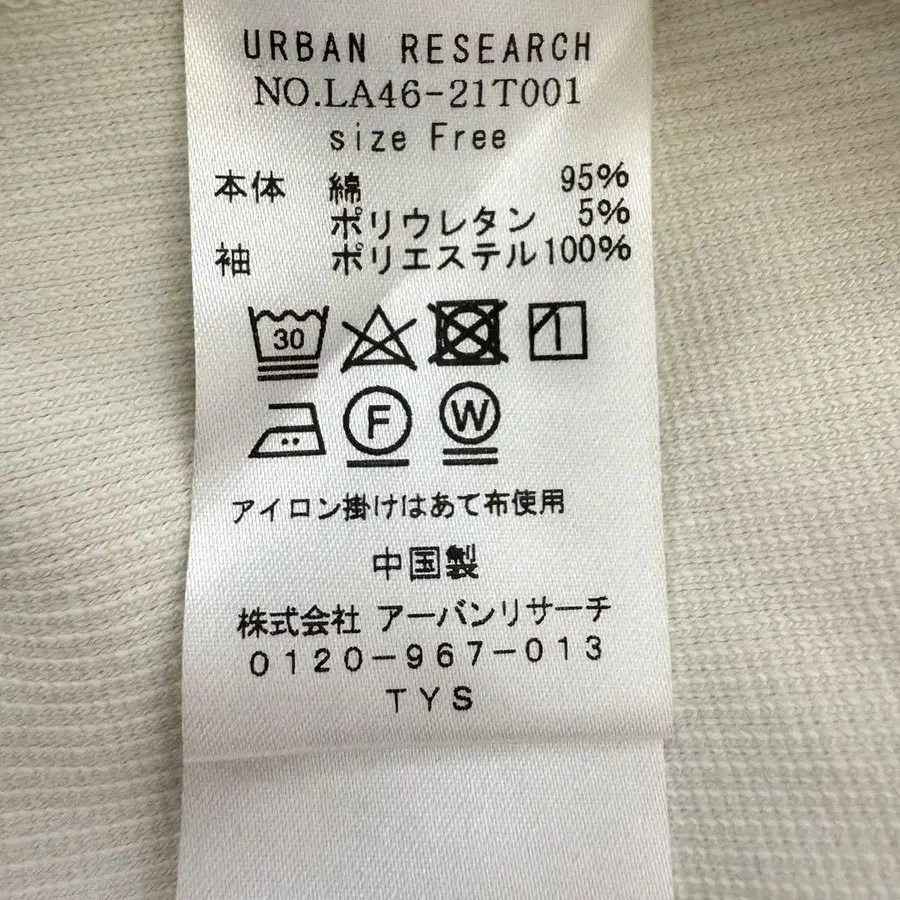 URBAN RESEARCH
NO.LA46-21T001
size Free
本体 綿 95%
ポリウレタン 5%
袖 ポリエステル100%
30
F W
アイロン掛けはあて布使用
中国製
株式会社 アーバンリサーチ
0120-967-013
TYS